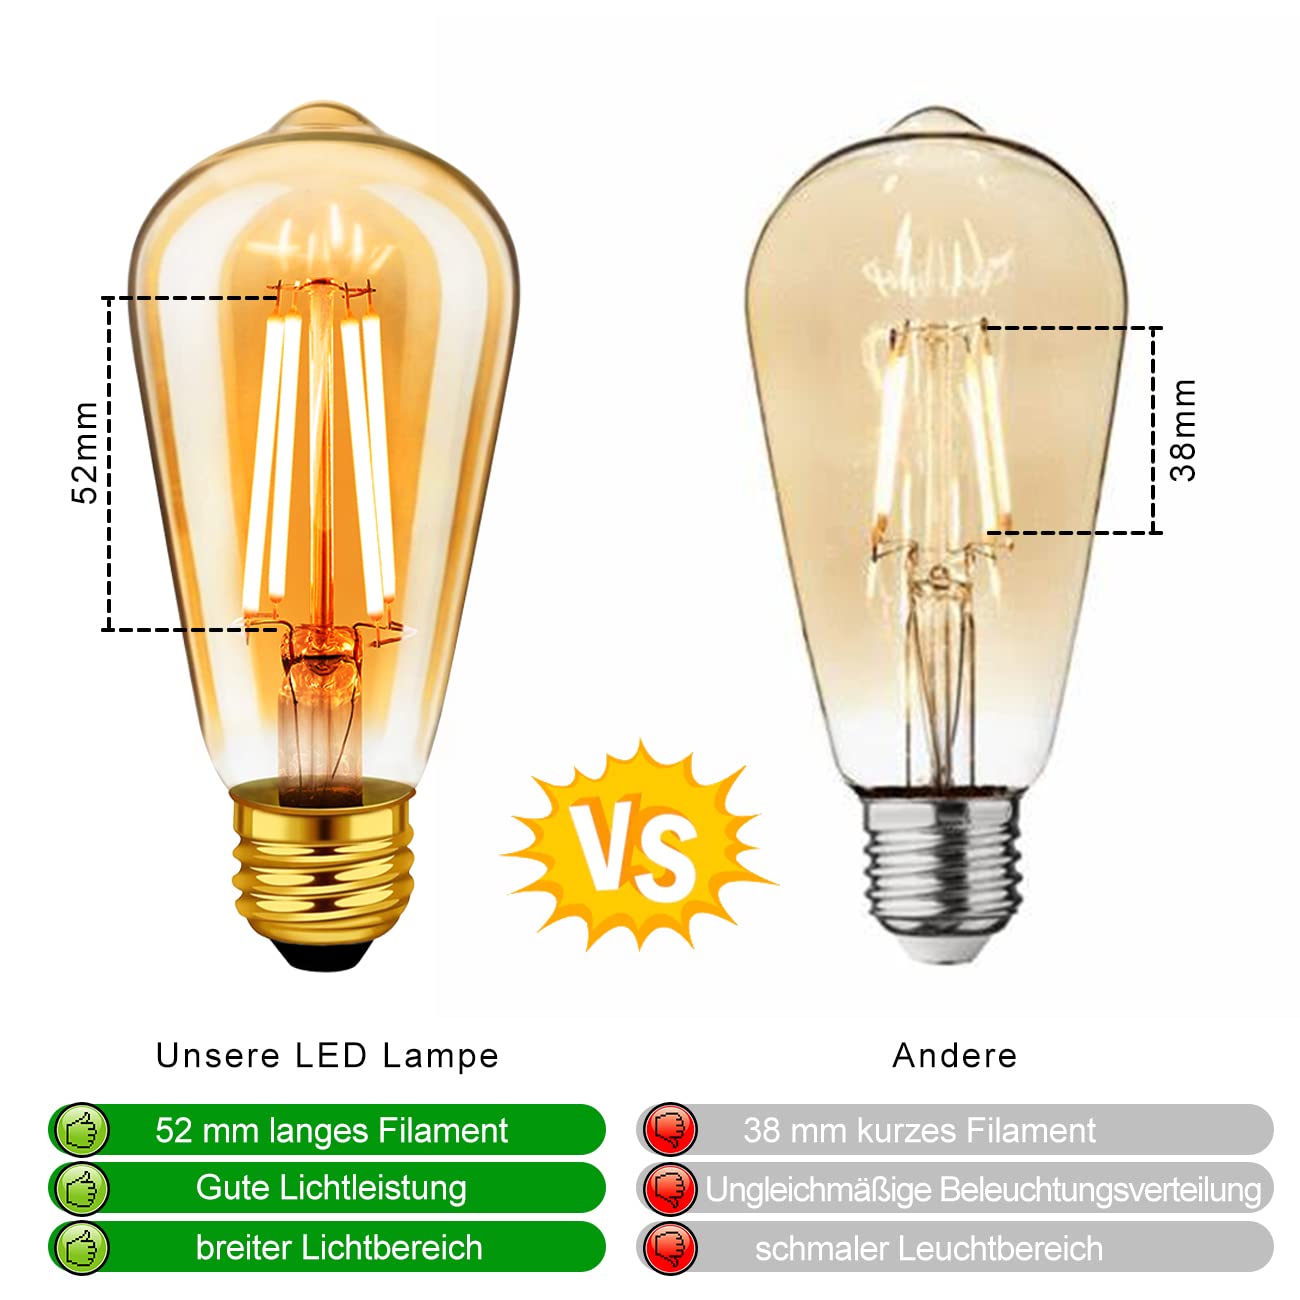 52mm
38mm
VS
Unsere LED Lampe
Andere
52 mm langes Filament
38 mm kurzes Filament
Gute Lichtleistung
Ungleichmäßige Beleuchtungsverteilung
breiter Lichtbereich
schmaler Leuchtbereich